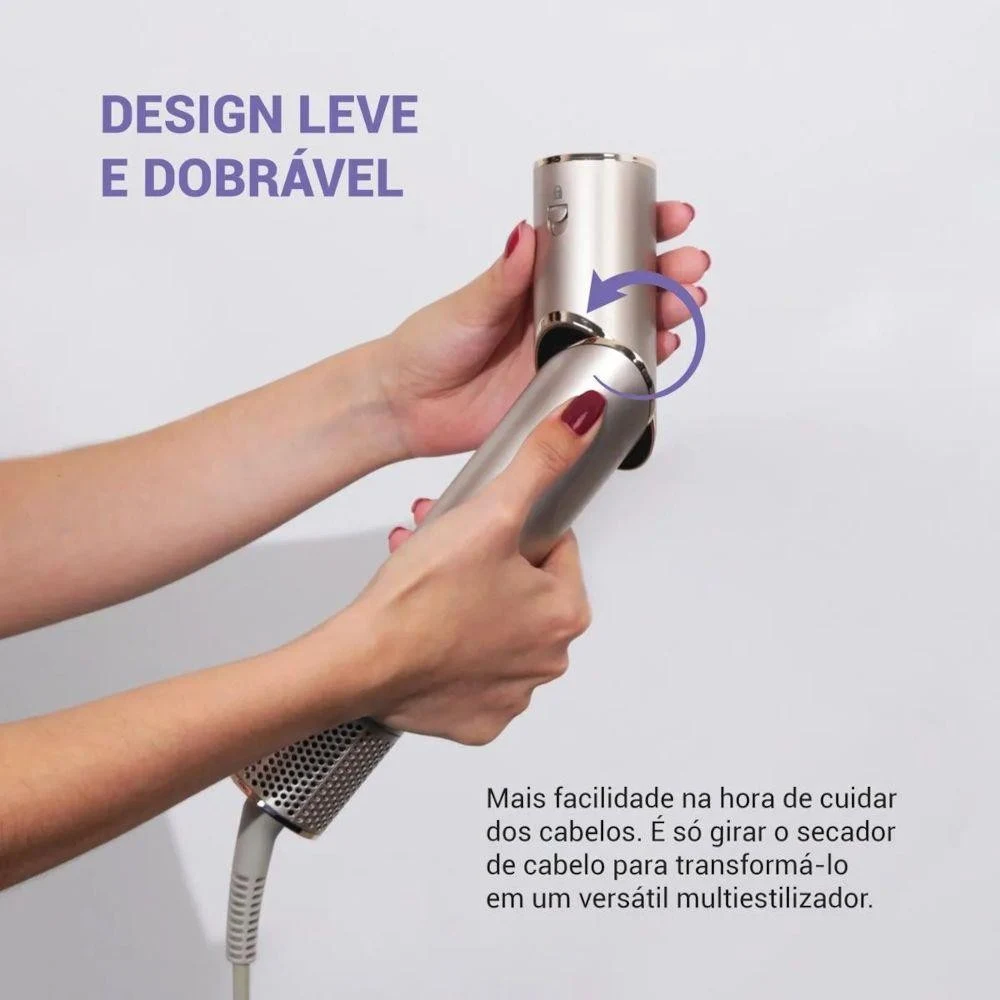 DESIGN LEVE
E DOBRÁVEL
Mais facilidade na hora de cuidar
dos cabelos. É só girar o secador
de cabelo para transformá-lo
em um versátil multiestilizador.